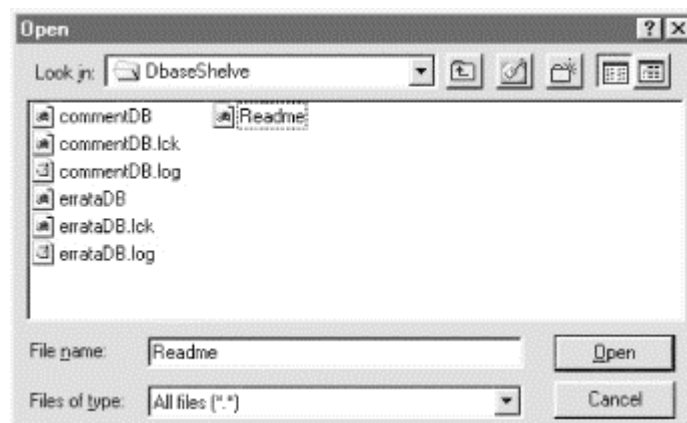 Open
Look in: DbaseShelve
commentDB
commentDB.lck
commentDB.log
errataDB
errataDB.lck
errataDB.log
Readme
File name: Readme Open
Files of type: All files (*.*) Cancel